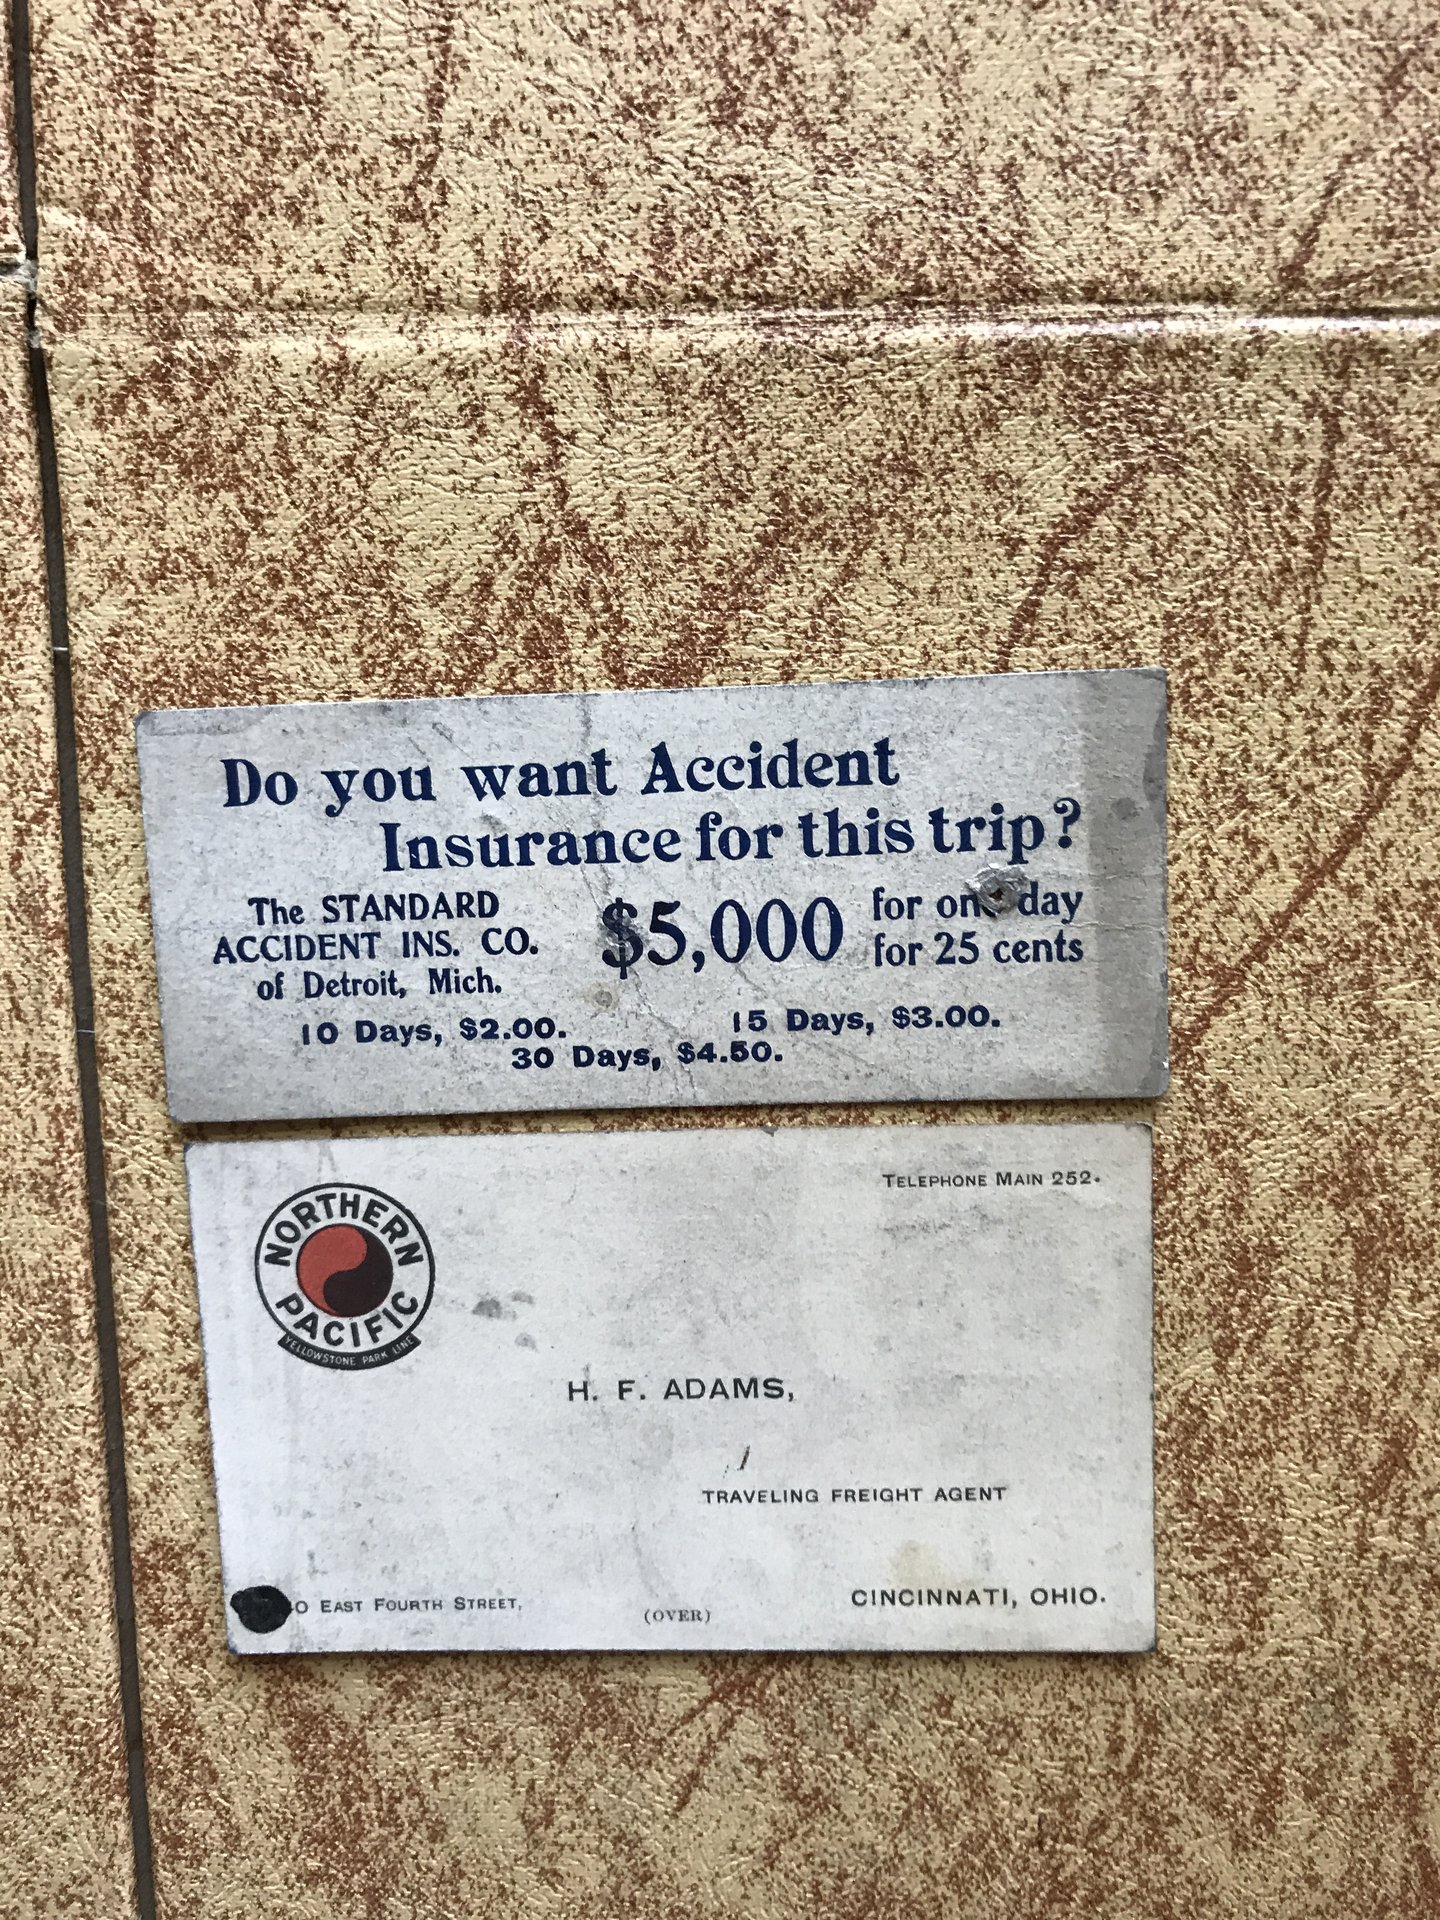 Do you want Accident
Insurance for this trip?
The STANDARD
ACCIDENT INS. CO.
of Detroit, Mich.
$5,000
for one day
for 25 cents
10 Days, $2.00.
15 Days, $3.00.
30 Days, $4.50.
TELEPHONE MAIN 252.
NORTHERN
PACIFIC
YELLOWSTONE PARK LINE
H. F. ADAMS,
TRAVELING FREIGHT AGENT
EAST FOURTH STREET,
(OVER)
CINCINNATI, OHIO.